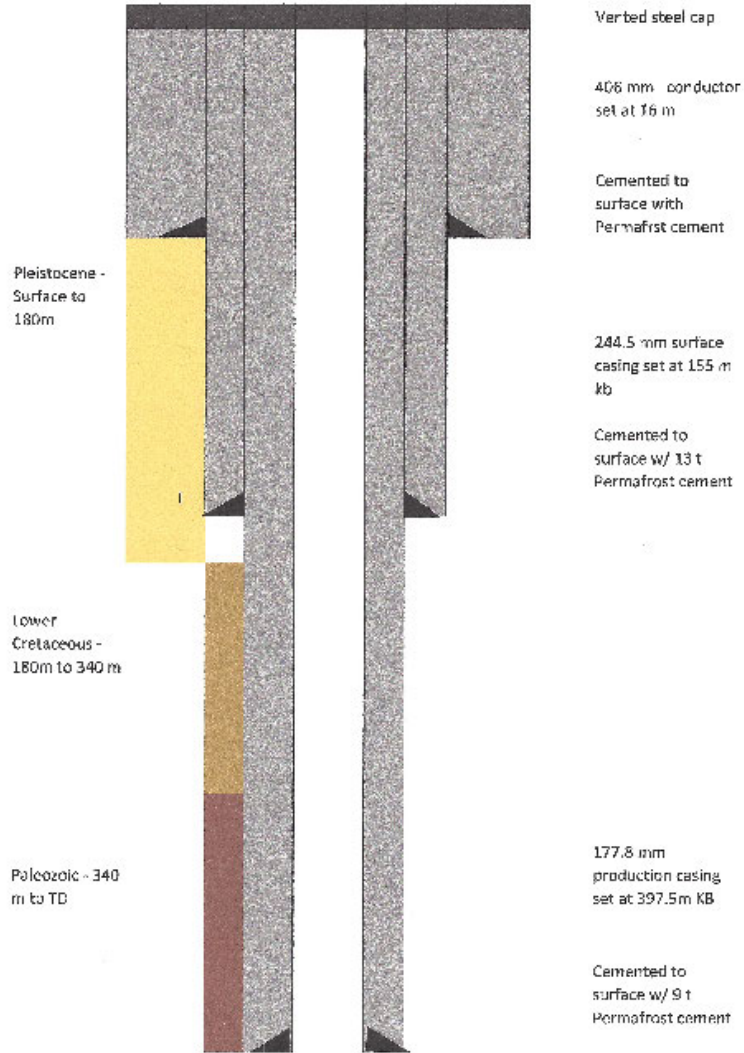 Vented steel cap
406 mm conductor
set at 16 m
Cemented to
surface with
Permafrst cement
Pleistocene -
Surface to
180m
244.5 mm surface
casing set at 155 m
kb
Cemented to
surface w/ 13 t
Permafrost cement
Lower
Cretaceous -
180m to 340 m
Paleozoic - 340
m to TD
177.8 mm
production casing
set at 397.5m KB
Cemented to
surface w/ 9 t
Permafrost cement